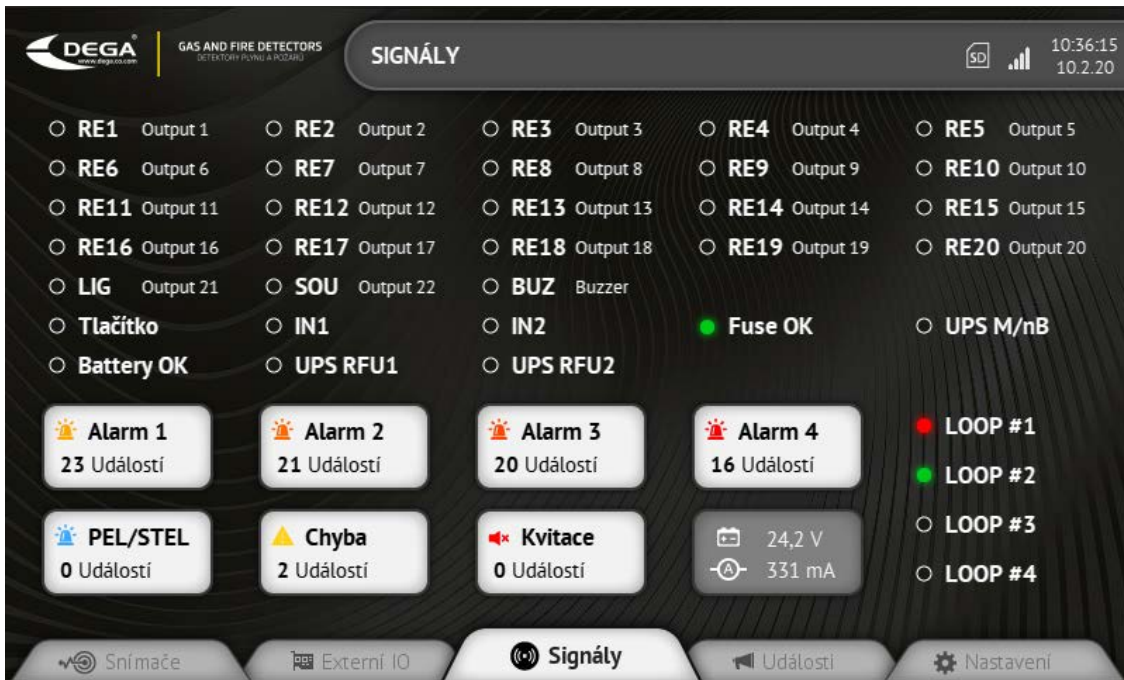 DEGA
www.dega.co.com
GAS AND FIRE DETECTORS
DETEKTORY PLYNU A POŽÁRŮ
SIGNÁLY
SD
10:36:15
10.2.20
RE1 Output 1 RE2 Output 2 RE3 Output 3 RE4 Output 4 RE5 Output 5
RE6 Output 6 RE7 Output 7 RE8 Output 8 RE9 Output 9 RE10 Output 10
RE11 Output 11 RE12 Output 12 RE13 Output 13 RE14 Output 14 RE15 Output 15
RE16 Output 16 RE17 Output 17 RE18 Output 18 RE19 Output 19 RE20 Output 20
LIG Output 21 SOU Output 22 BUZ Buzzer
Tlačítko IN1 IN2 Fuse OK UPS M/nB
Battery OK UPS RFU1 UPS RFU2
Alarm 1
23 Událostí
Alarm 2
21 Událostí
Alarm 3
20 Událostí
Alarm 4
16 Událostí
LOOP #1
LOOP #2
PEL/STEL
0 Událostí
Chyba
2 Událostí
Kvitace
0 Událostí
24,2 V
A 331 mA
LOOP #3
LOOP #4
Snímače Externí IO Signály Události Nastavení